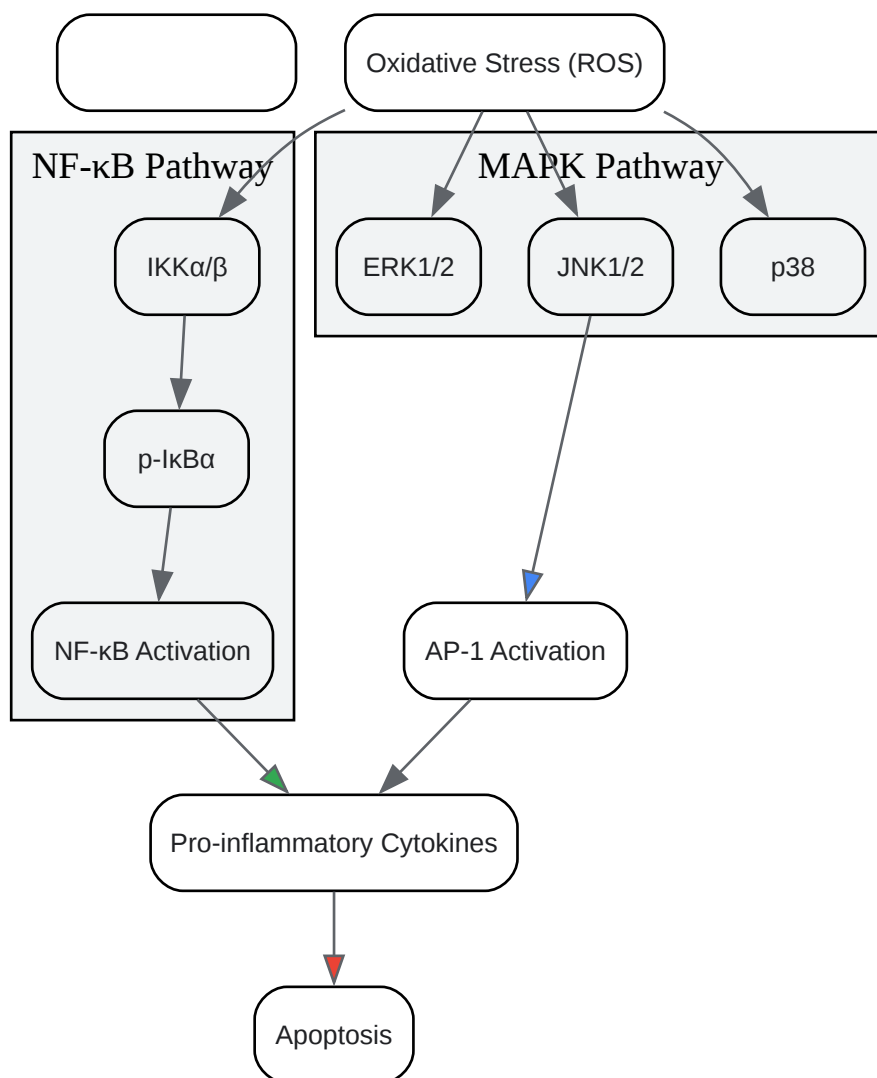 Oxidative Stress (ROS)
NF-κB Pathway
MAPK Pathway
IKKα/β
ERK1/2
JNK1/2
p38
p-IκBα
NF-κB Activation
AP-1 Activation
Pro-inflammatory Cytokines
Apoptosis